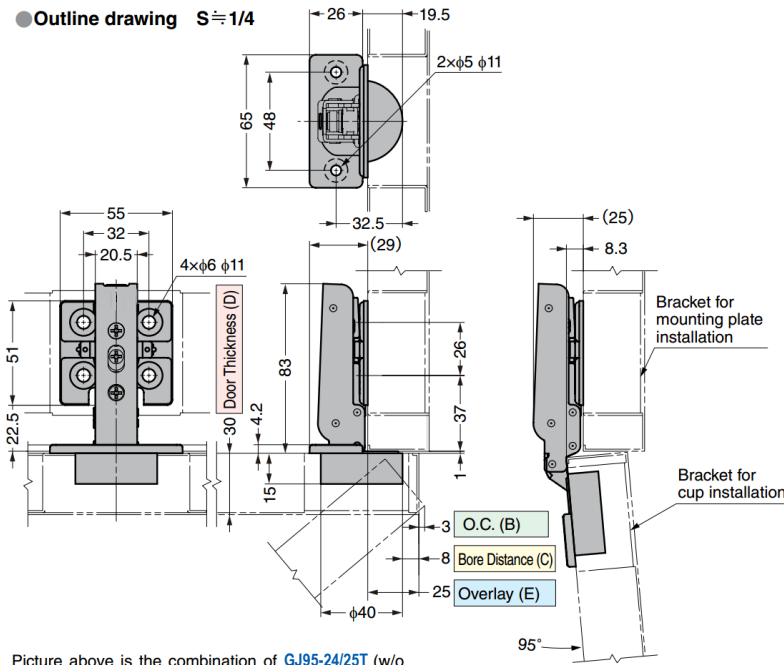 ●Outline drawing S≒1/4
26
19.5
2×φ5 φ11
65
48
32.5
55
32
20.5
4×φ6 φ11
51
22.5
Door Thickness (D)
30
(29)
83
4.2
15
26
37
1
(25)
8.3
Bracket for
mounting plate
installation
Bracket for
cup installation
3 O.C. (B)
8 Bore Distance (C)
25 Overlay (E)
φ40
95°
Picture above is the combination of GJ95-24/25T (w/o